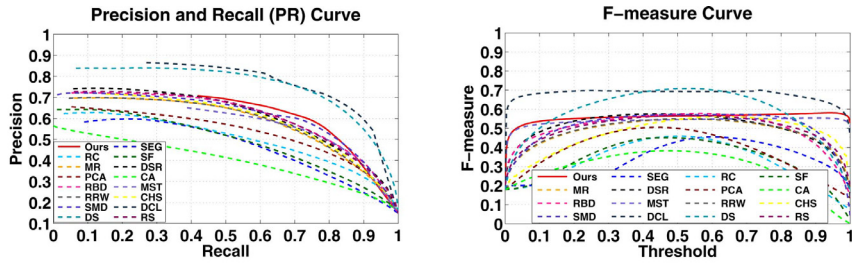 Precision and Recall (PR) Curve
Precision
1
0.9
0.8
0.7
0.6
0.5
0.4
0.3
0.2
0.1
Ours SEG
RC SF
MR DSR
PCA CA
RBD MST
RRW CHS
SMD DCL
DS RS
0 0.1 0.2 0.3 0.4 0.5 0.6 0.7 0.8 0.9 1
Recall
F-measure Curve
F-measure
1
0.9
0.8
0.7
0.6
0.5
0.4
0.3
0.2
0.1
0
Ours SEG RC SF
MR DSR PCA CA
RBD MST RRW CHS
SMD DCL DS RS
0 0.1 0.2 0.3 0.4 0.5 0.6 0.7 0.8 0.9 1
Threshold